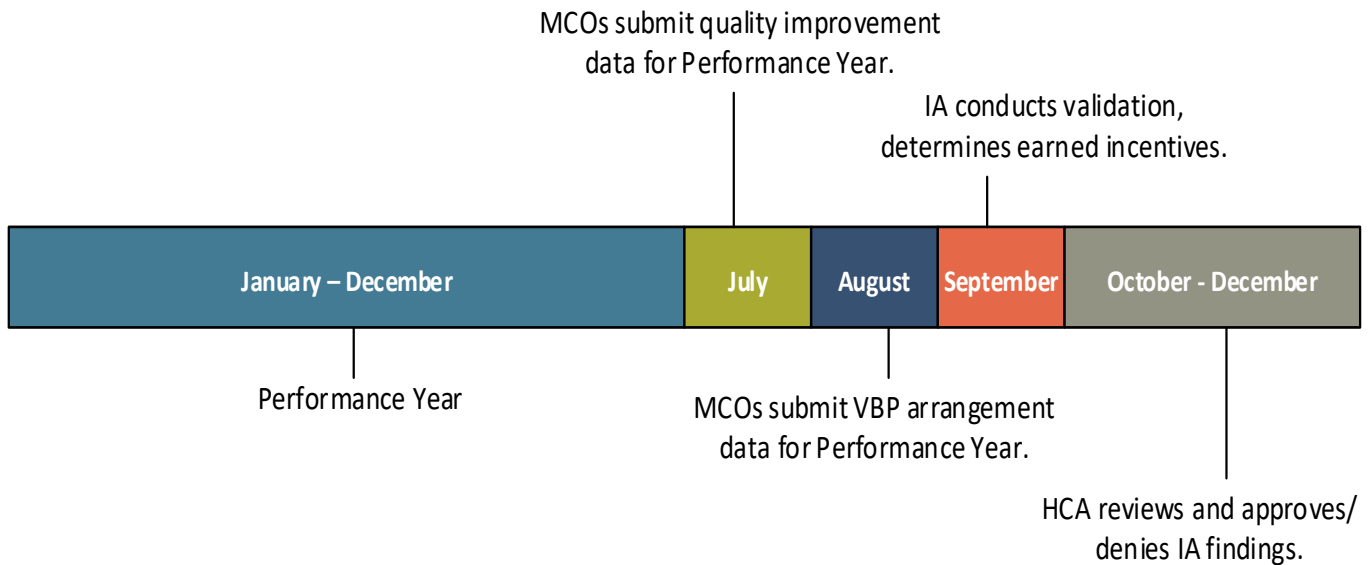 MCOs submit quality improvement
data for Performance Year.
IA conducts validation,
determines earned incentives.
January – December
July
August
September
October - December
Performance Year
MCOs submit VBP arrangement
data for Performance Year.
HCA reviews and approves/
denies IA findings.